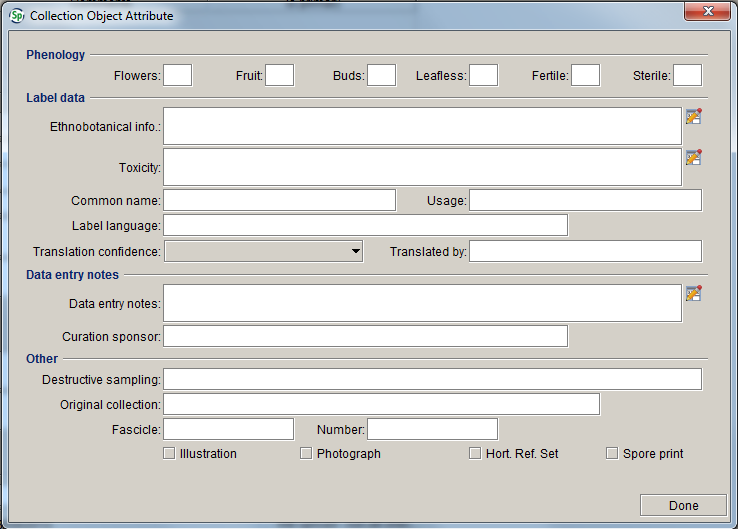 Sp Collection Object Attribute
Phenology
Flowers: Fruit: Buds: Leafless: Fertile: Sterile:
Label data
Ethnobotanical info.:
Toxicity:
Common name: Usage:
Label language:
Translation confidence: Translated by:
Data entry notes
Data entry notes:
Curation sponsor:
Other
Destructive sampling:
Original collection:
Fascicle: Number:
Illustration Photograph Hort. Ref. Set Spore print
Done